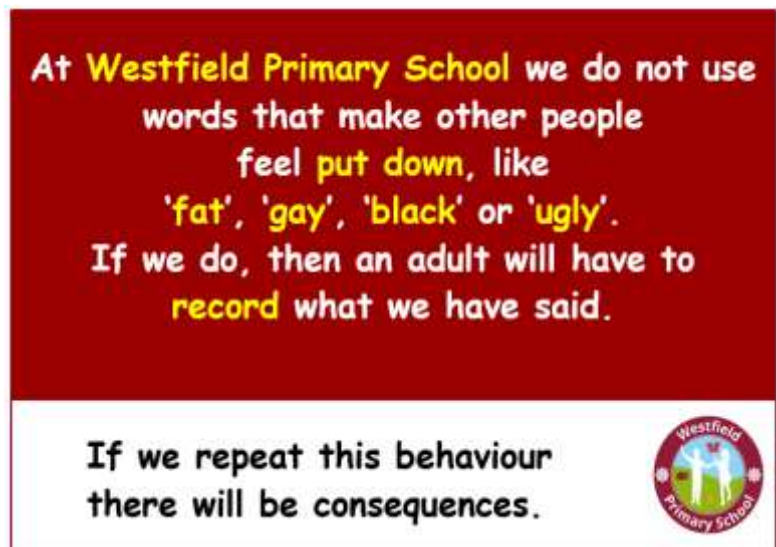 At Westfield Primary School we do not use
words that make other people
feel put down, like
‘fat’, ‘gay’, ‘black’ or ‘ugly’.
If we do, then an adult will have to
record what we have said.
If we repeat this behaviour
there will be consequences.
Westfield
Primary School